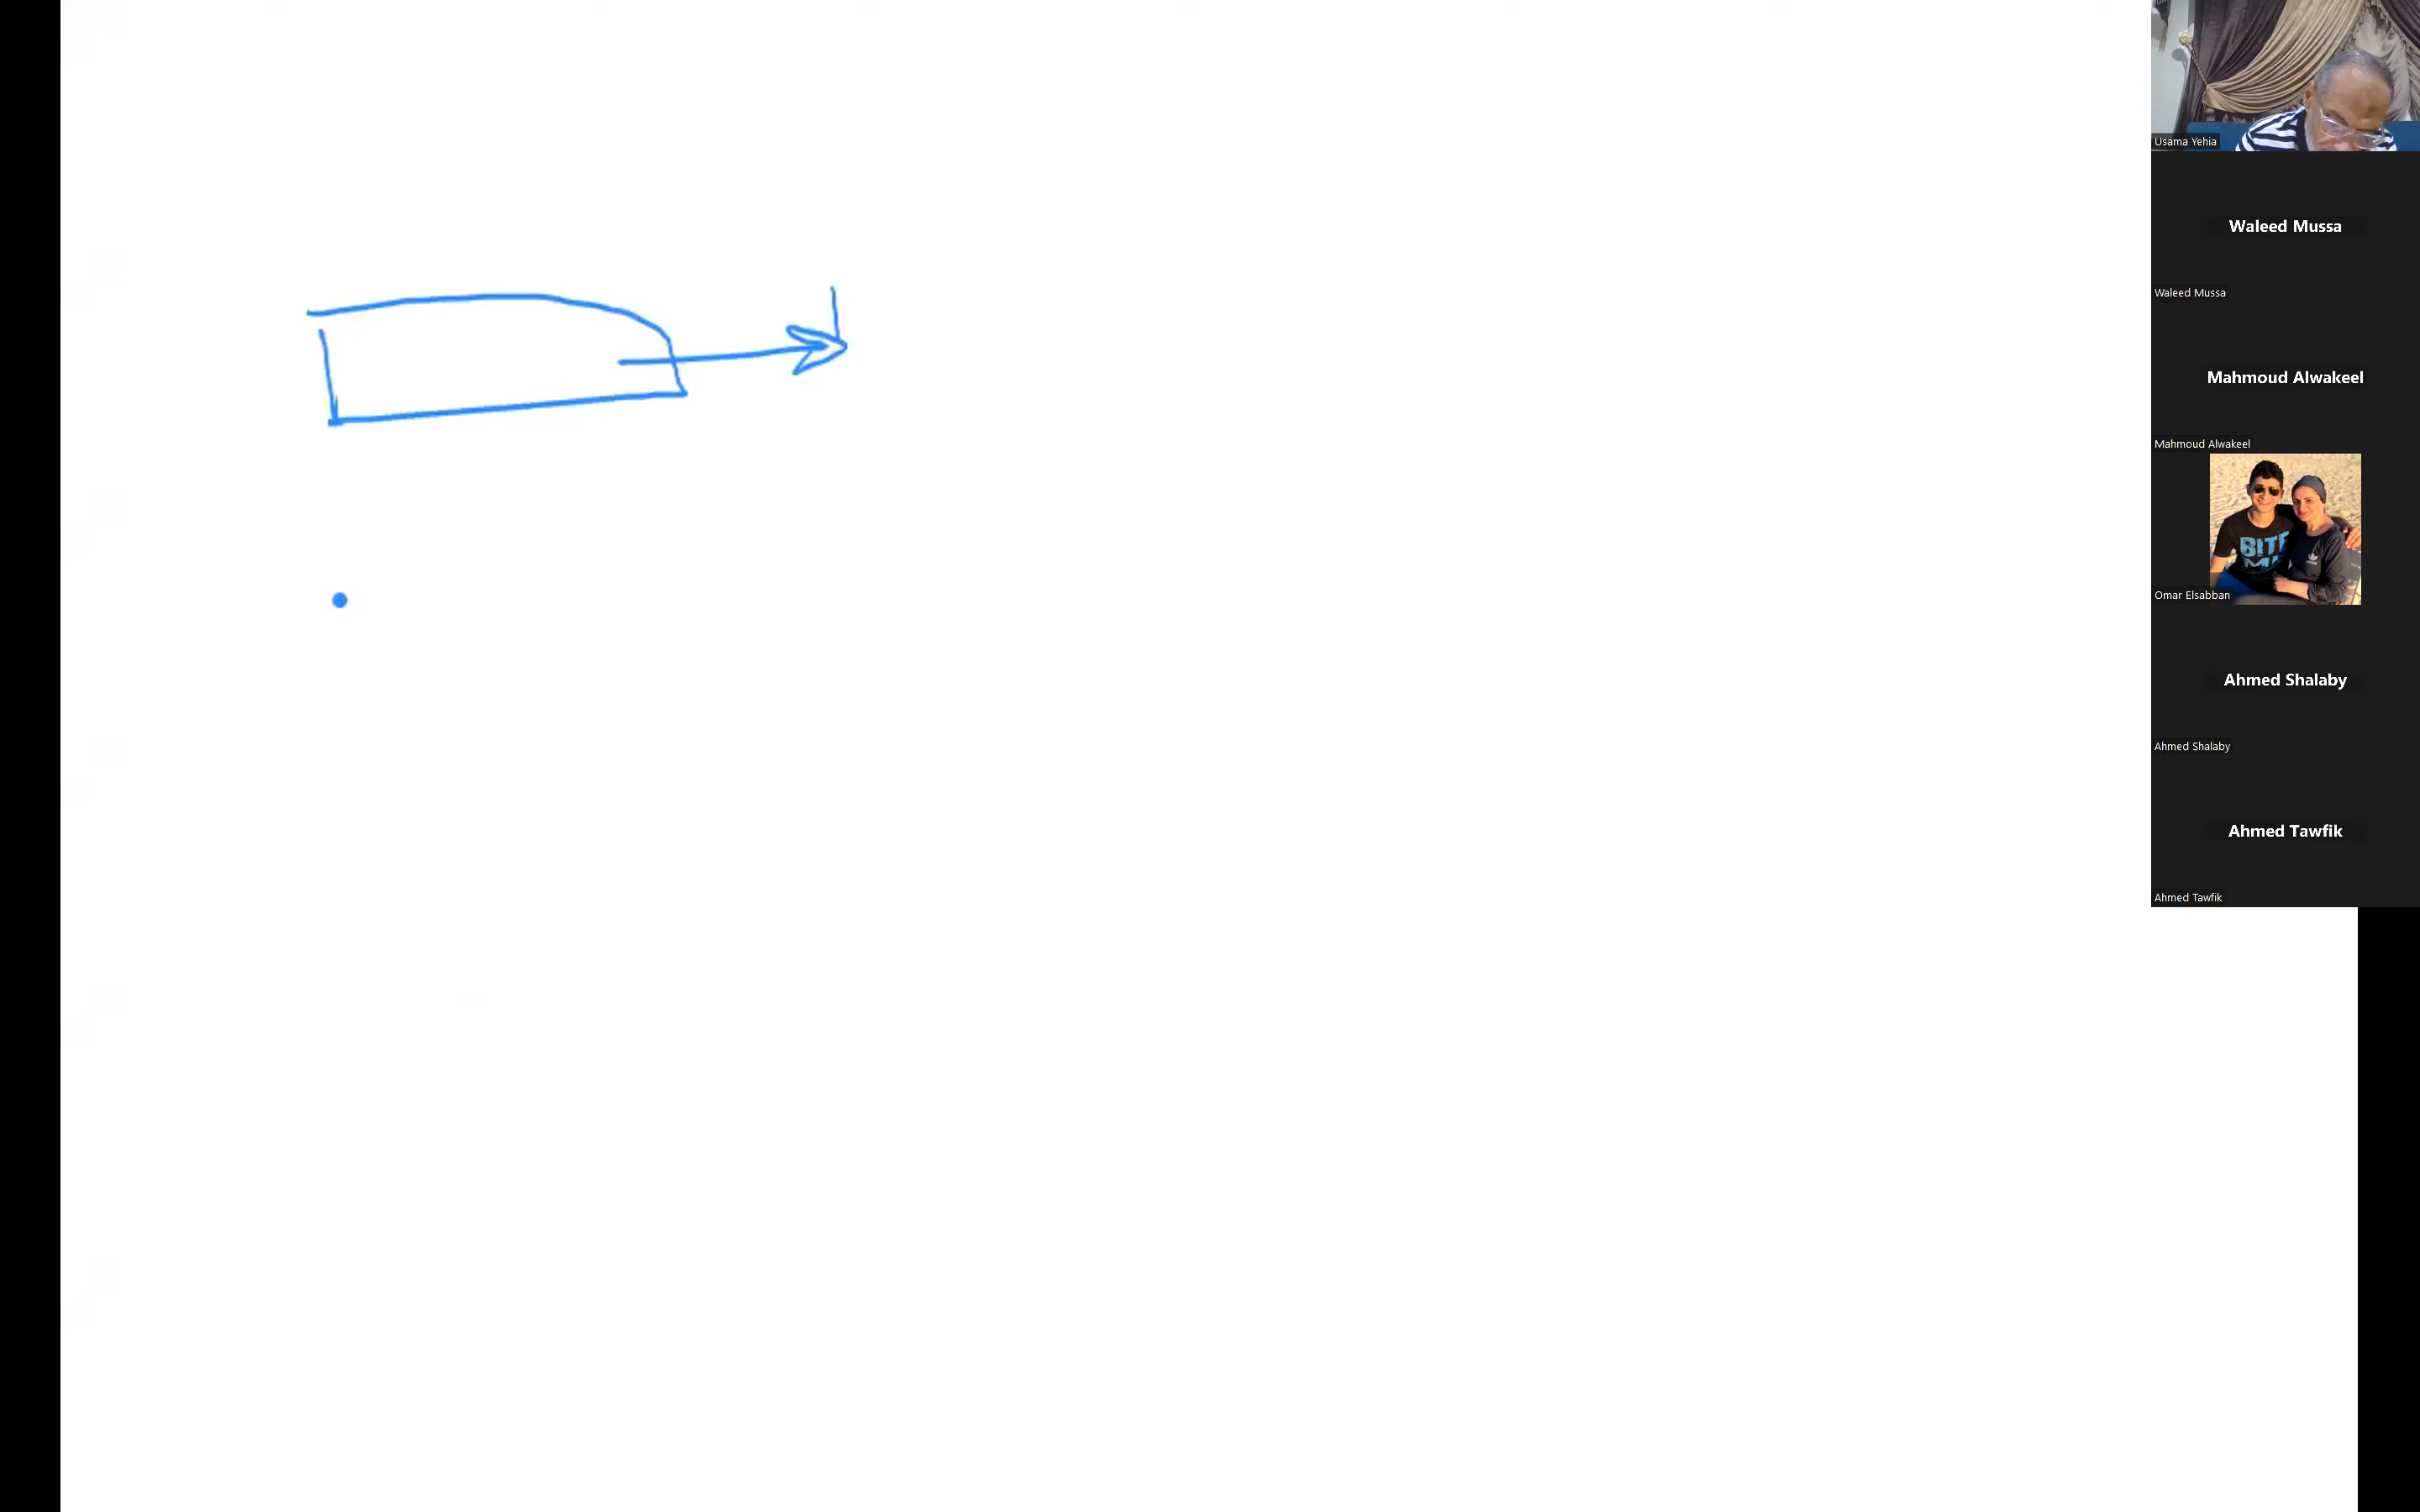 Usama Yehia
Waleed Mussa
Waleed Mussa
Mahmoud Alwakeel
Mahmoud Alwakeel
BITE
Omar Elsabban
Ahmed Shalaby
Ahmed Shalaby
Ahmed Tawfik
Ahmed Tawfik